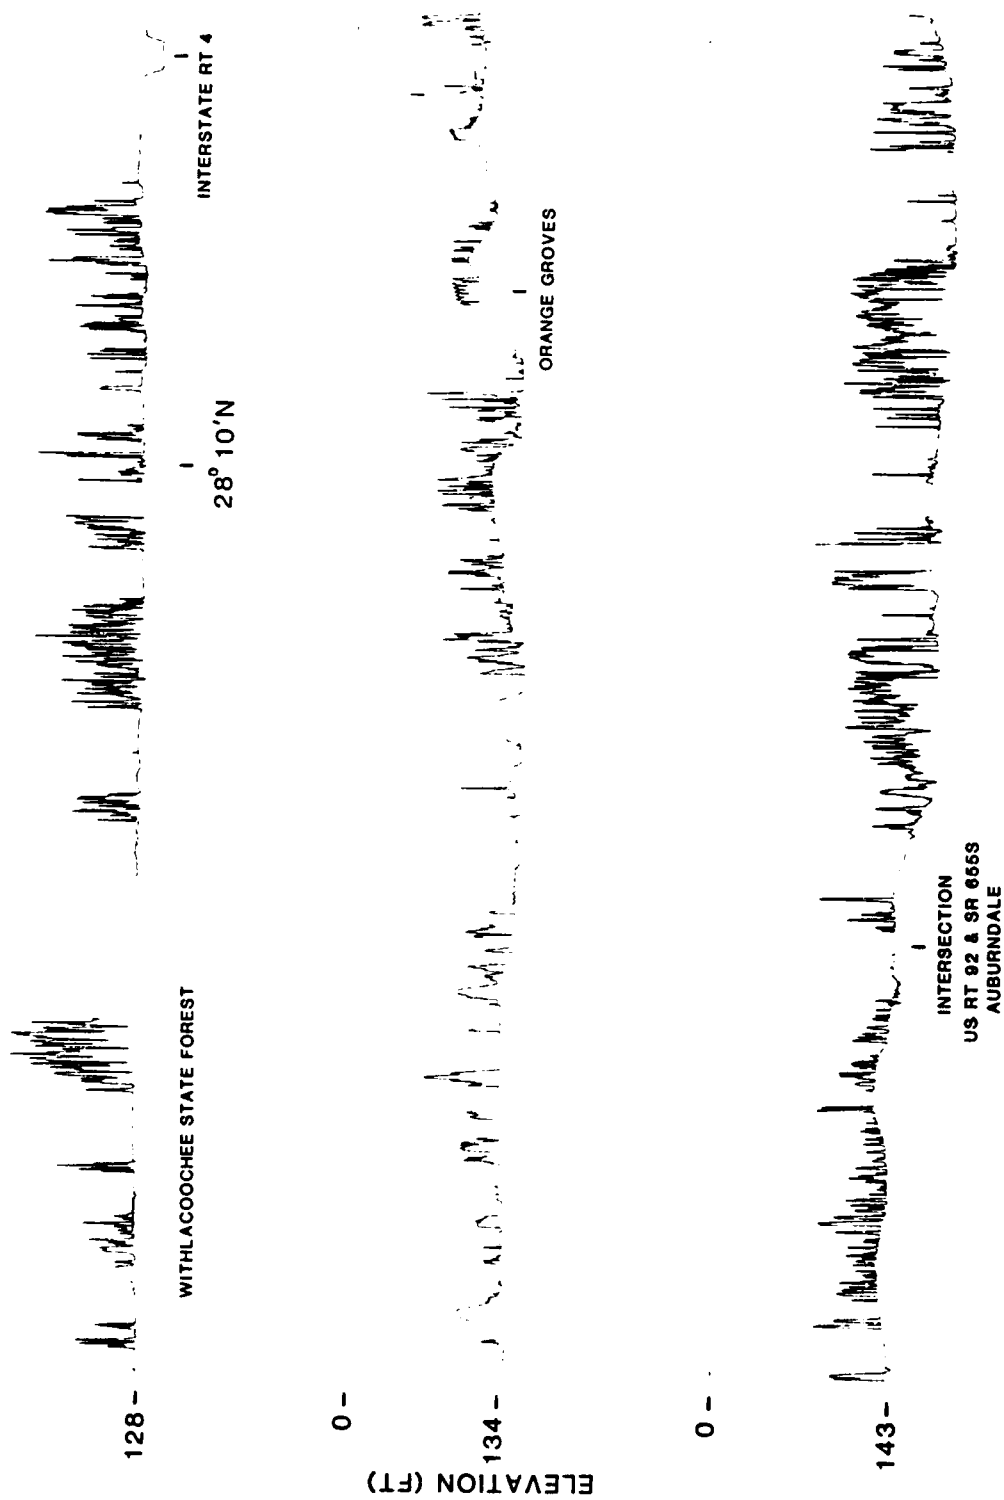 ELEVATION (FT)
128-
WITHLACOOCHEE STATE FOREST
28° 10'N
INTERSTATE RT 4
0-
134-
ORANGE GROVES
0-
143-
INTERSECTION
US RT 92 & SR 655S
AUBURNDALE